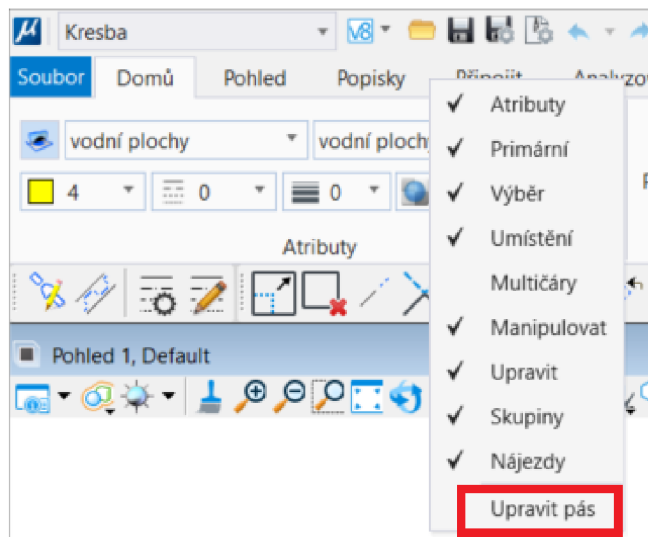 Kresba V8
Soubor Domů Pohled Popisky Připojit
Atributy
vodní plochy vodní ploch
Primární
4 0 0
Výběr
Umístění
Atributy
Multičáry
Manipulovat
Pohled 1, Default
Upravit
Skupiny
Nájezdy
Upravit pás